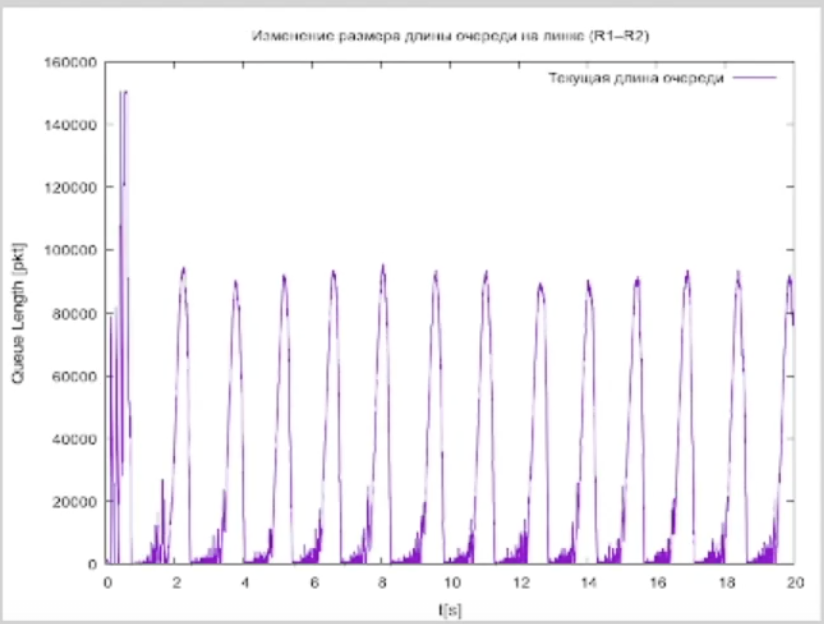 Изменение размера длины очереди на линке (R1–R2)
Текущая длина очереди
160000
140000
120000
100000
80000
60000
40000
20000
0
Queue Length [pkt]
0 2 4 6 8 10 12 14 16 18 20
t[s]